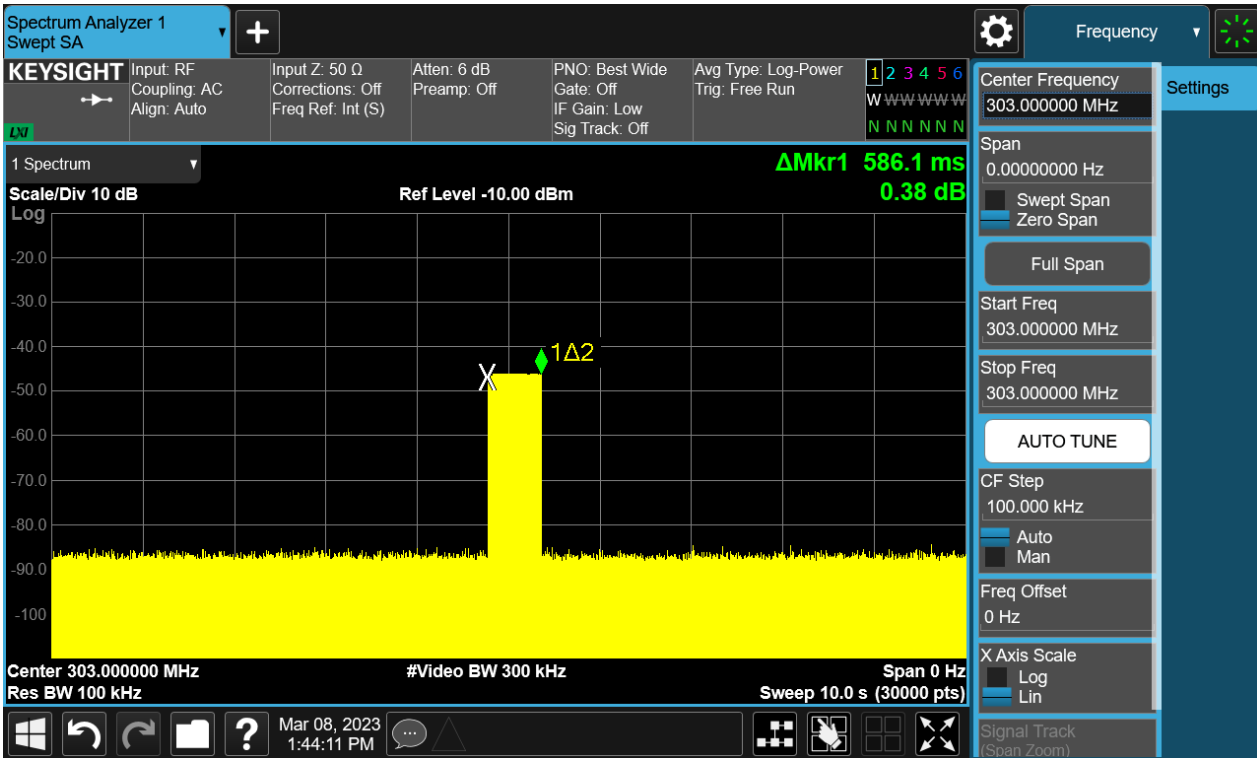 Spectrum Analyzer 1
Swept SA
+
Frequency
KEYSIGHT
LXI
Input: RF
Coupling: AC
Align: Auto
Input Z: 50 Ω
Corrections: Off
Freq Ref: Int (S)
Atten: 6 dB
Preamp: Off
PNO: Best Wide
Gate: Off
IF Gain: Low
Sig Track: Off
Avg Type: Log-Power
Trig: Free Run
1 2 3 4 5 6
W W W W W W
N N N N N N
1 Spectrum
ΔMkr1 586.1 ms
0.38 dB
Scale/Div 10 dB
Ref Level -10.00 dBm
Log
-20.0
-30.0
-40.0
-50.0
-60.0
-70.0
-80.0
-90.0
-100
X
1Δ2
Center 303.000000 MHz
#Video BW 300 kHz
Span 0 Hz
Res BW 100 kHz
Sweep 10.0 s (30000 pts)
Mar 08, 2023
1:44:11 PM
?
Center Frequency
303.000000 MHz
Span
0.00000000 Hz
Swept Span
Zero Span
Full Span
Start Freq
303.000000 MHz
Stop Freq
303.000000 MHz
AUTO TUNE
CF Step
100.000 kHz
Auto
Man
Freq Offset
0 Hz
X Axis Scale
Log
Lin
Signal Track
(Span Zoom)
Settings